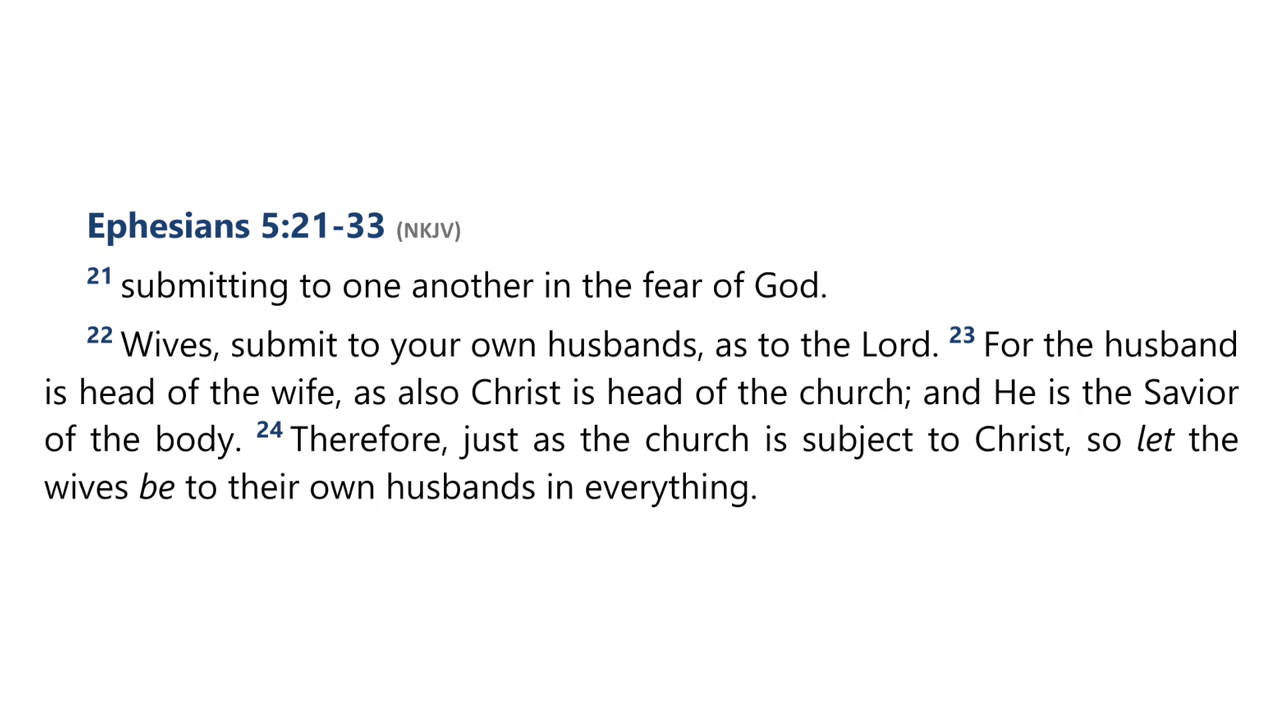 Ephesians 5:21-33 (NKJV)
21 submitting to one another in the fear of God.
22 Wives, submit to your own husbands, as to the Lord. 23 For the husband
is head of the wife, as also Christ is head of the church; and He is the Savior
of the body. 24 Therefore, just as the church is subject to Christ, so let the
wives be to their own husbands in everything.